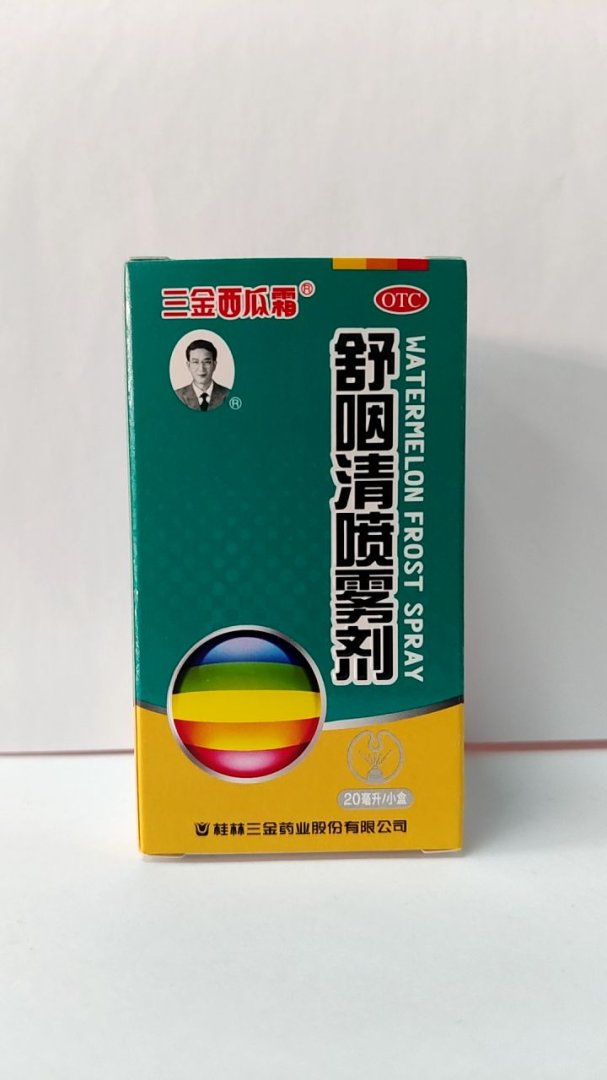 三金西瓜霜®
OTC
®
舒咽清喷雾剂
WATERMELON FROST SPRAY
20毫升/小盒
桂林三金药业股份有限公司